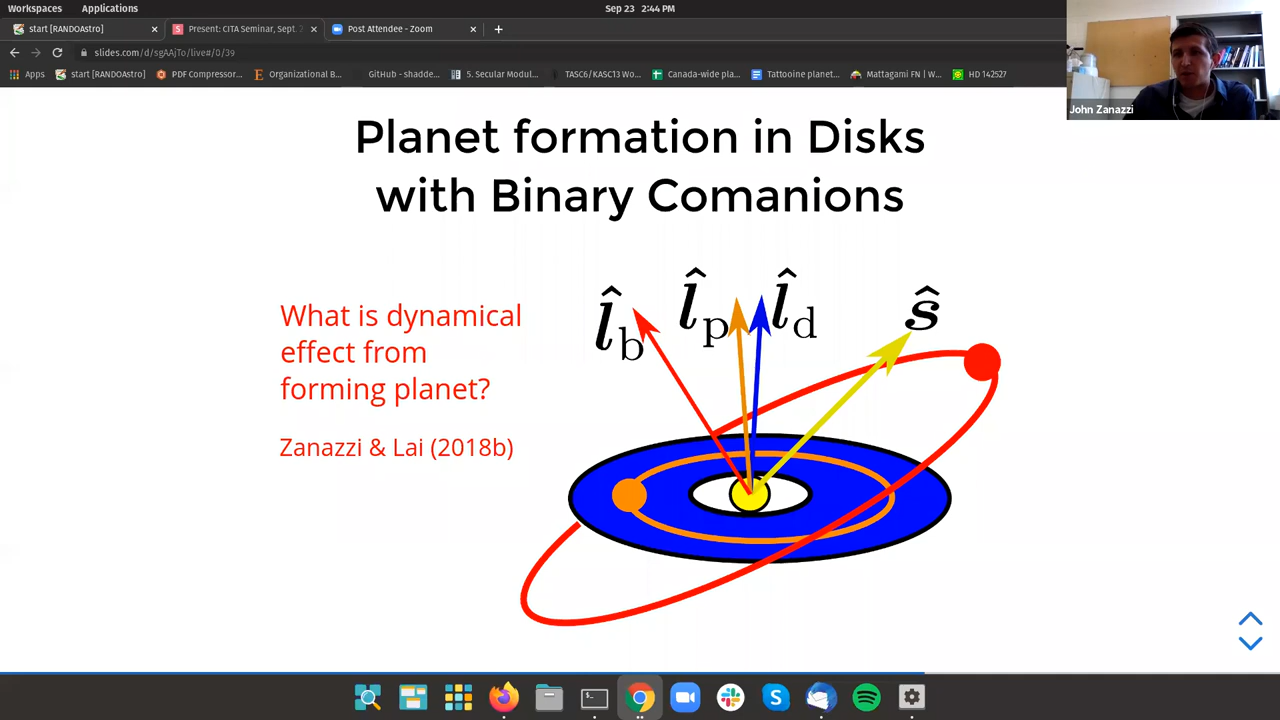 Workspaces Applications Sep 23 2:44 PM
start [RANDOAstro] Present: CITA Seminar, Sept. 2 Post Attendee - Zoom
slides.com/d/sgAAjTo/live#/0/39
Apps start [RANDOAstro] PDF Compressor... Organizational B... GitHub - shadde... 5. Secular Modul... TASC6/KASC13 Wo... Canada-wide pla... Tattooine planet... Mattagami FN | W... HD 142527
John Zanazzi
Planet formation in Disks
with Binary Comanions
What is dynamical
effect from
forming planet?
Zanazzi & Lai (2018b)
l̂b l̂p l̂d ŝ